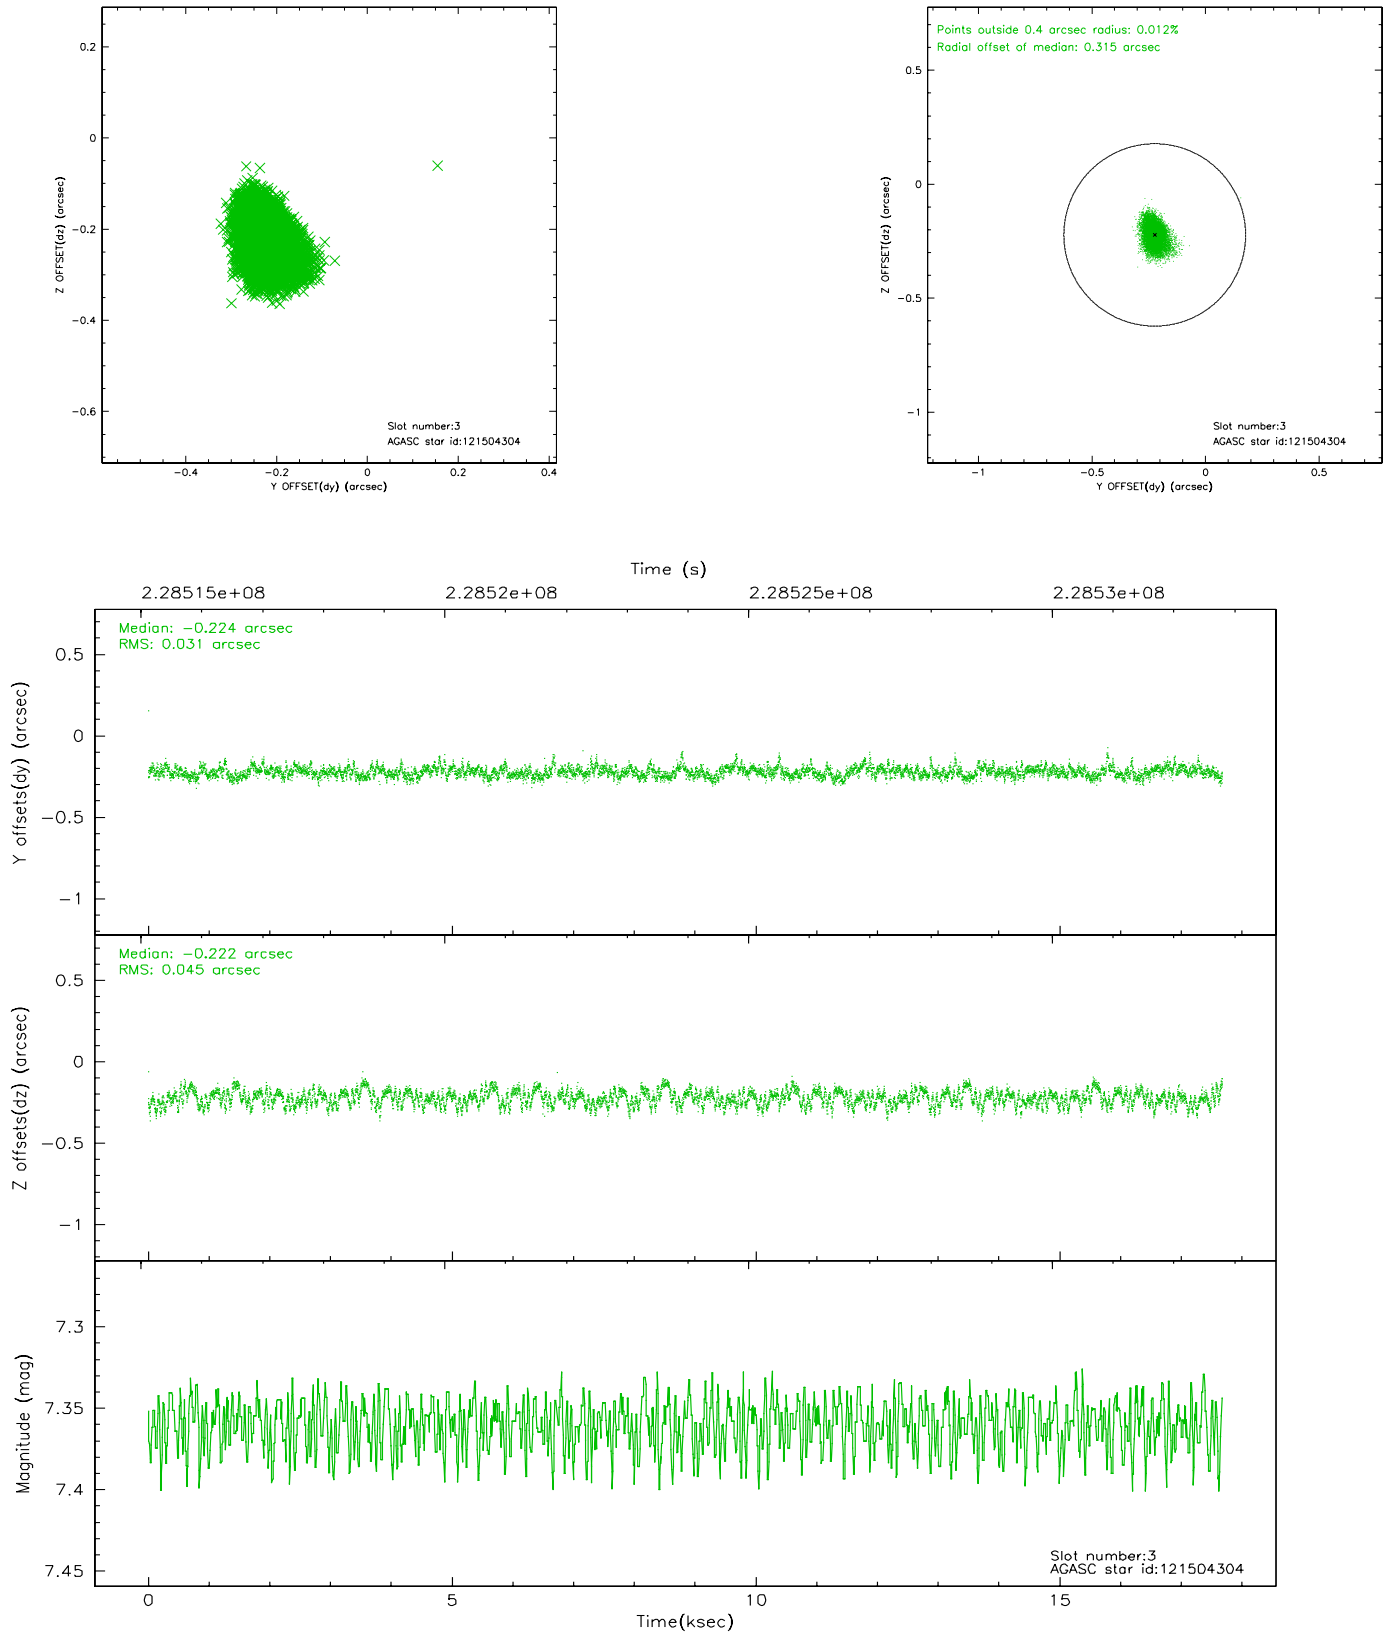 0.2
0
-0.2
-0.4
-0.6
Z OFFSET(dz) (arcsec)
Slot number:3
AGASC star id:121504304
-0.4 -0.2 0 0.2 0.4
Y OFFSET(dy) (arcsec)
Points outside 0.4 arcsec radius: 0.012%
Radial offset of median: 0.315 arcsec
0.5
0
-0.5
-1
Z OFFSET(dz) (arcsec)
Slot number:3
AGASC star id:121504304
-1 -0.5 0 0.5
Y OFFSET(dy) (arcsec)
Time (s)
2.28515e+08 2.2852e+08 2.28525e+08 2.2853e+08
Median: -0.224 arcsec
RMS: 0.031 arcsec
0.5
0
-0.5
-1
Y offsets(dy) (arcsec)
Median: -0.222 arcsec
RMS: 0.045 arcsec
0.5
0
-0.5
-1
Z offsets(dz) (arcsec)
7.3
7.35
7.4
7.45
Magnitude (mag)
Slot number:3
AGASC star id:121504304
0 5 10 15
Time(ksec)